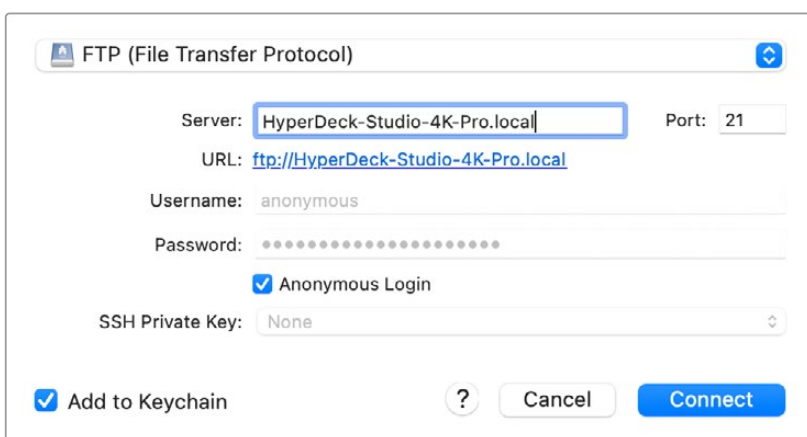 FTP (File Transfer Protocol)
Server: HyperDeck-Studio-4K-Pro.local Port: 21
URL: ftp://HyperDeck-Studio-4K-Pro.local
Username: anonymous
Password: ●●●●●●●●●●●●●●●●●●●●●
Anonymous Login
SSH Private Key: None
Add to Keychain ? Cancel Connect